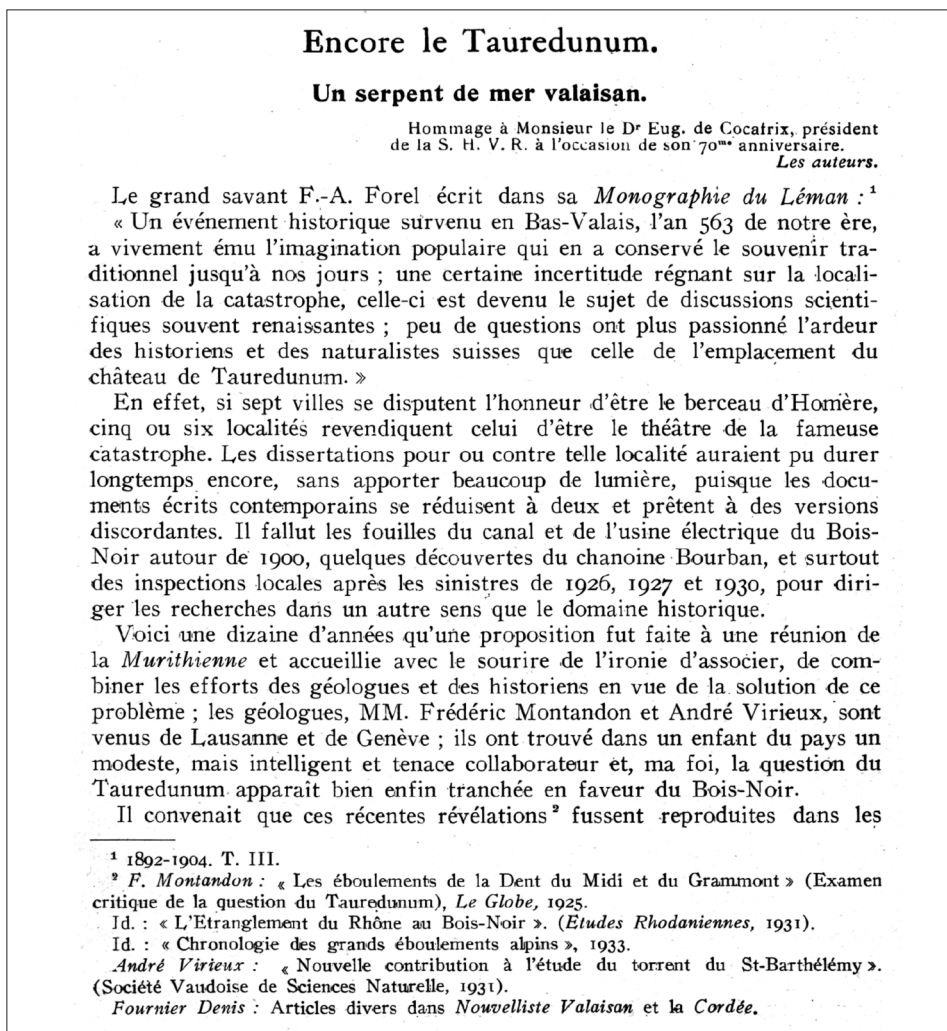 Encore le Tauredunum.
Un serpent de mer valaisan.
Hommage à Monsieur le Dr Eug. de Cocatrix, président
de la S. H. V. R. à l'occasion de son 70me anniversaire.
Les auteurs.
Le grand savant F.-A. Forel écrit dans sa Monographie du Léman : 1
« Un événement historique survenu en Bas-Valais, l'an 563 de notre ère,
a vivement ému l'imagination populaire qui en a conservé le souvenir tra-
ditionnel jusqu'à nos jours ; une certaine incertitude régnant sur la locali-
sation de la catastrophe, celle-ci est devenu le sujet de discussions scienti-
fiques souvent renaissantes ; peu de questions ont plus passionné l'ardeur
des historiens et des naturalistes suisses que celle de l'emplacement du
château de Tauredunum. »
En effet, si sept villes se disputent l'honneur d'être le berceau d'Homère,
cinq ou six localités revendiquent celui d'être le théâtre de la fameuse
catastrophe. Les dissertations pour ou contre telle localité auraient pu durer
longtemps encore, sans apporter beaucoup de lumière, puisque les docu-
ments écrits contemporains se réduisent à deux et prêtent à des versions
discordantes. Il fallut les fouilles du canal et de l'usine électrique du Bois-
Noir autour de 1900, quelques découvertes du chanoine Bourban, et surtout
des inspections locales après les sinistres de 1926, 1927 et 1930, pour diri-
ger les recherches dans un autre sens que le domaine historique.
Voici une dizaine d'années qu'une proposition fut faite à une réunion de
la Murithienne et accueillie avec le sourire de l'ironie d'associer, de com-
biner les efforts des géologues et des historiens en vue de la solution de ce
problème ; les géologues, MM. Frédéric Montandon et André Virieux, sont
venus de Lausanne et de Genève ; ils ont trouvé dans un enfant du pays un
modeste, mais intelligent et tenace collaborateur et, ma foi, la question du
Tauredunum apparaît bien enfin tranchée en faveur du Bois-Noir.
Il convenait que ces récentes révélations 2 fussent reproduites dans les
1 1892-1904. T. III.
2 F. Montandon : « Les éboulements de la Dent du Midi et du Grammont » (Examen
critique de la question du Tauredunum), Le Globe, 1925.
Id. : « L'Etranglement du Rhône au Bois-Noir ». (Etudes Rhodaniennes, 1931).
Id. : « Chronologie des grands éboulements alpins », 1933.
André Virieux : « Nouvelle contribution à l'étude du torrent du St-Barthélémy ».
(Société Vaudoise de Sciences Naturelle, 1931).
Fournier Denis : Articles divers dans Nouvelliste Valaisan et la Cordée.